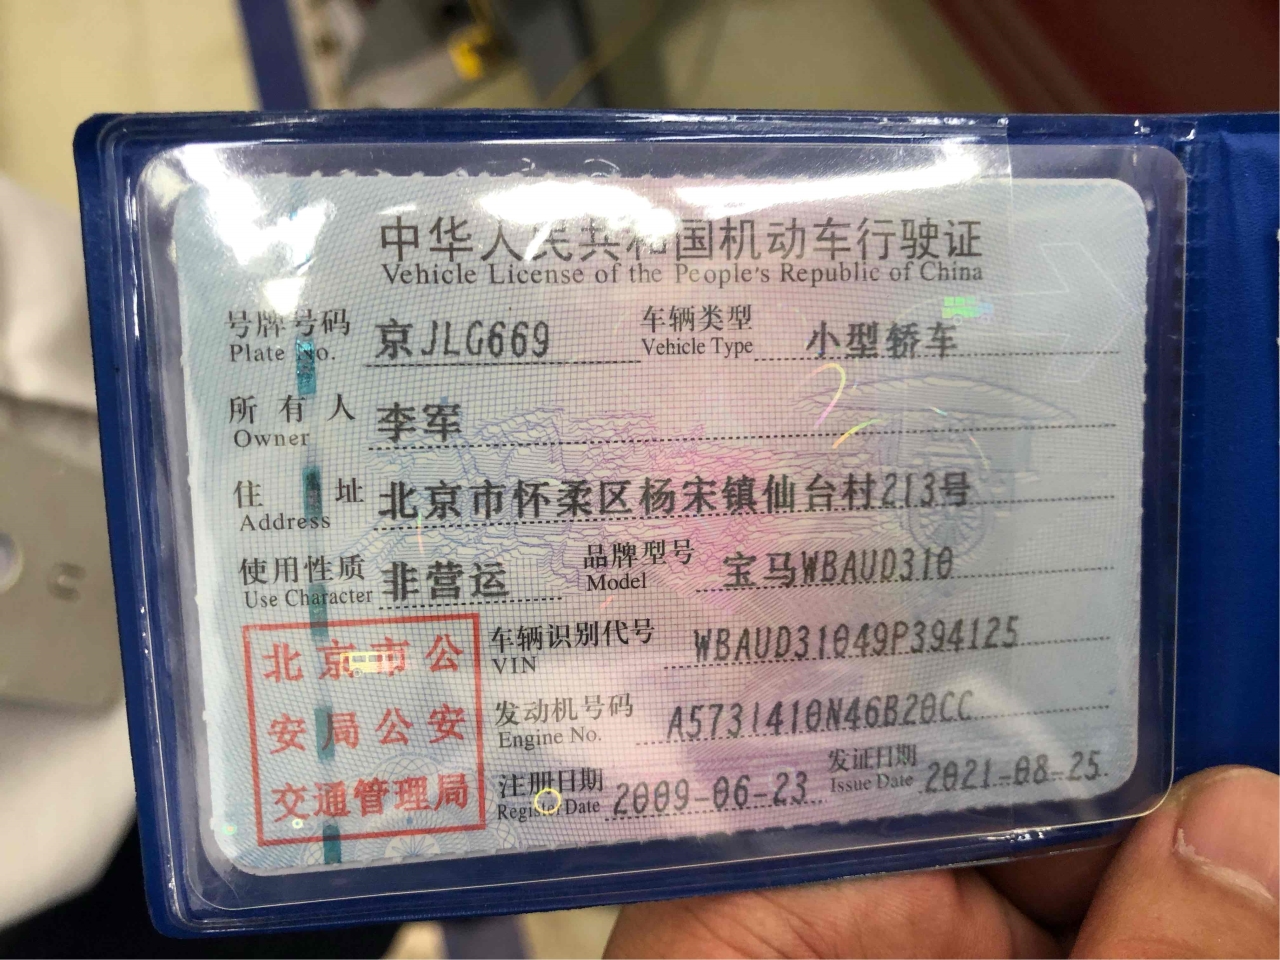 中华人民共和国机动车行驶证
Vehicle License of the People's Republic of China
号牌号码 京JLG669 车辆类型 小型轿车
Plate No. Vehicle Type
所有人 李军
Owner
住址 北京市怀柔区杨宋镇仙台村213号
Address
使用性质 非营运 品牌型号 宝马WBAUD310
Use Character Model
车辆识别代号 WBAUD31049P394125
VIN
发动机号码 A5731410N46B20CC
Engine No.
注册日期 2009-06-23 发证日期 2021-08-25
Register Date Issue Date
北京市公
安局公安
交通管理局